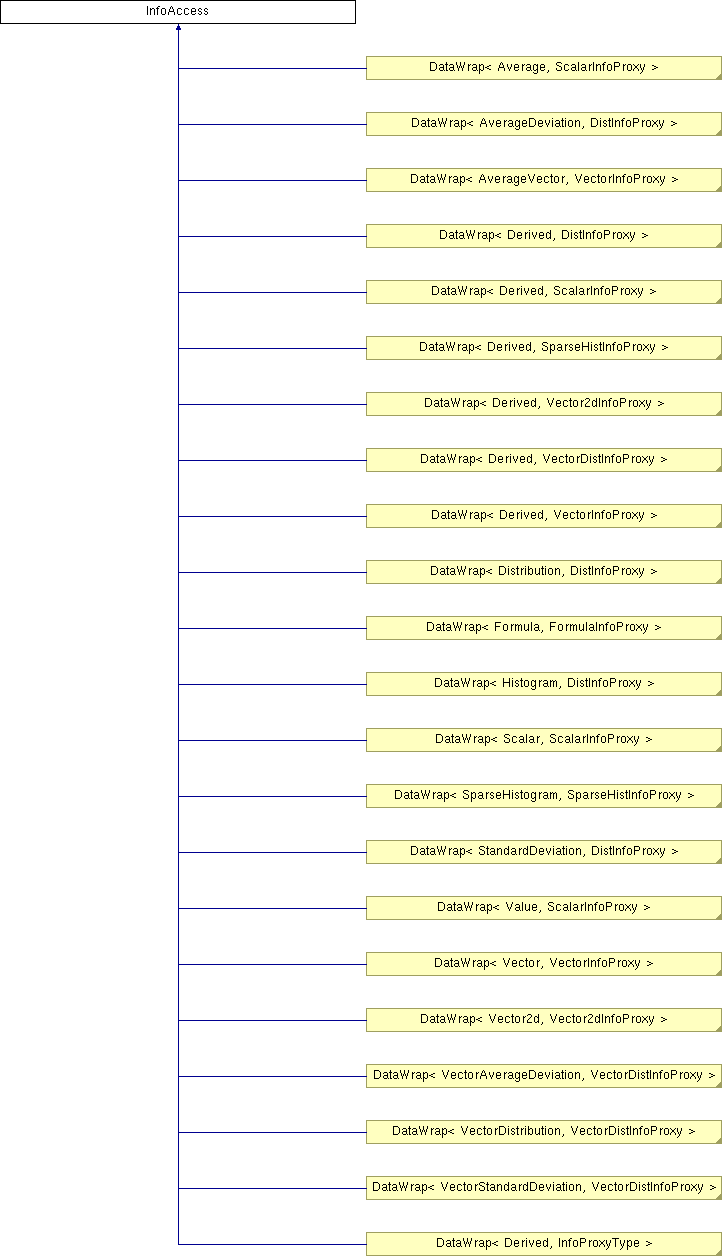 InfoAccess
DataWrap< Average, ScalarInfoProxy >
DataWrap< AverageDeviation, DistInfoProxy >
DataWrap< AverageVector, VectorInfoProxy >
DataWrap< Derived, DistInfoProxy >
DataWrap< Derived, ScalarInfoProxy >
DataWrap< Derived, SparseHistInfoProxy >
DataWrap< Derived, Vector2dInfoProxy >
DataWrap< Derived, VectorDistInfoProxy >
DataWrap< Derived, VectorInfoProxy >
DataWrap< Distribution, DistInfoProxy >
DataWrap< Formula, FormulaInfoProxy >
DataWrap< Histogram, DistInfoProxy >
DataWrap< Scalar, ScalarInfoProxy >
DataWrap< SparseHistogram, SparseHistInfoProxy >
DataWrap< StandardDeviation, DistInfoProxy >
DataWrap< Value, ScalarInfoProxy >
DataWrap< Vector, VectorInfoProxy >
DataWrap< Vector2d, Vector2dInfoProxy >
DataWrap< VectorAverageDeviation, VectorDistInfoProxy >
DataWrap< VectorDistribution, VectorDistInfoProxy >
DataWrap< VectorStandardDeviation, VectorDistInfoProxy >
DataWrap< Derived, InfoProxyType >